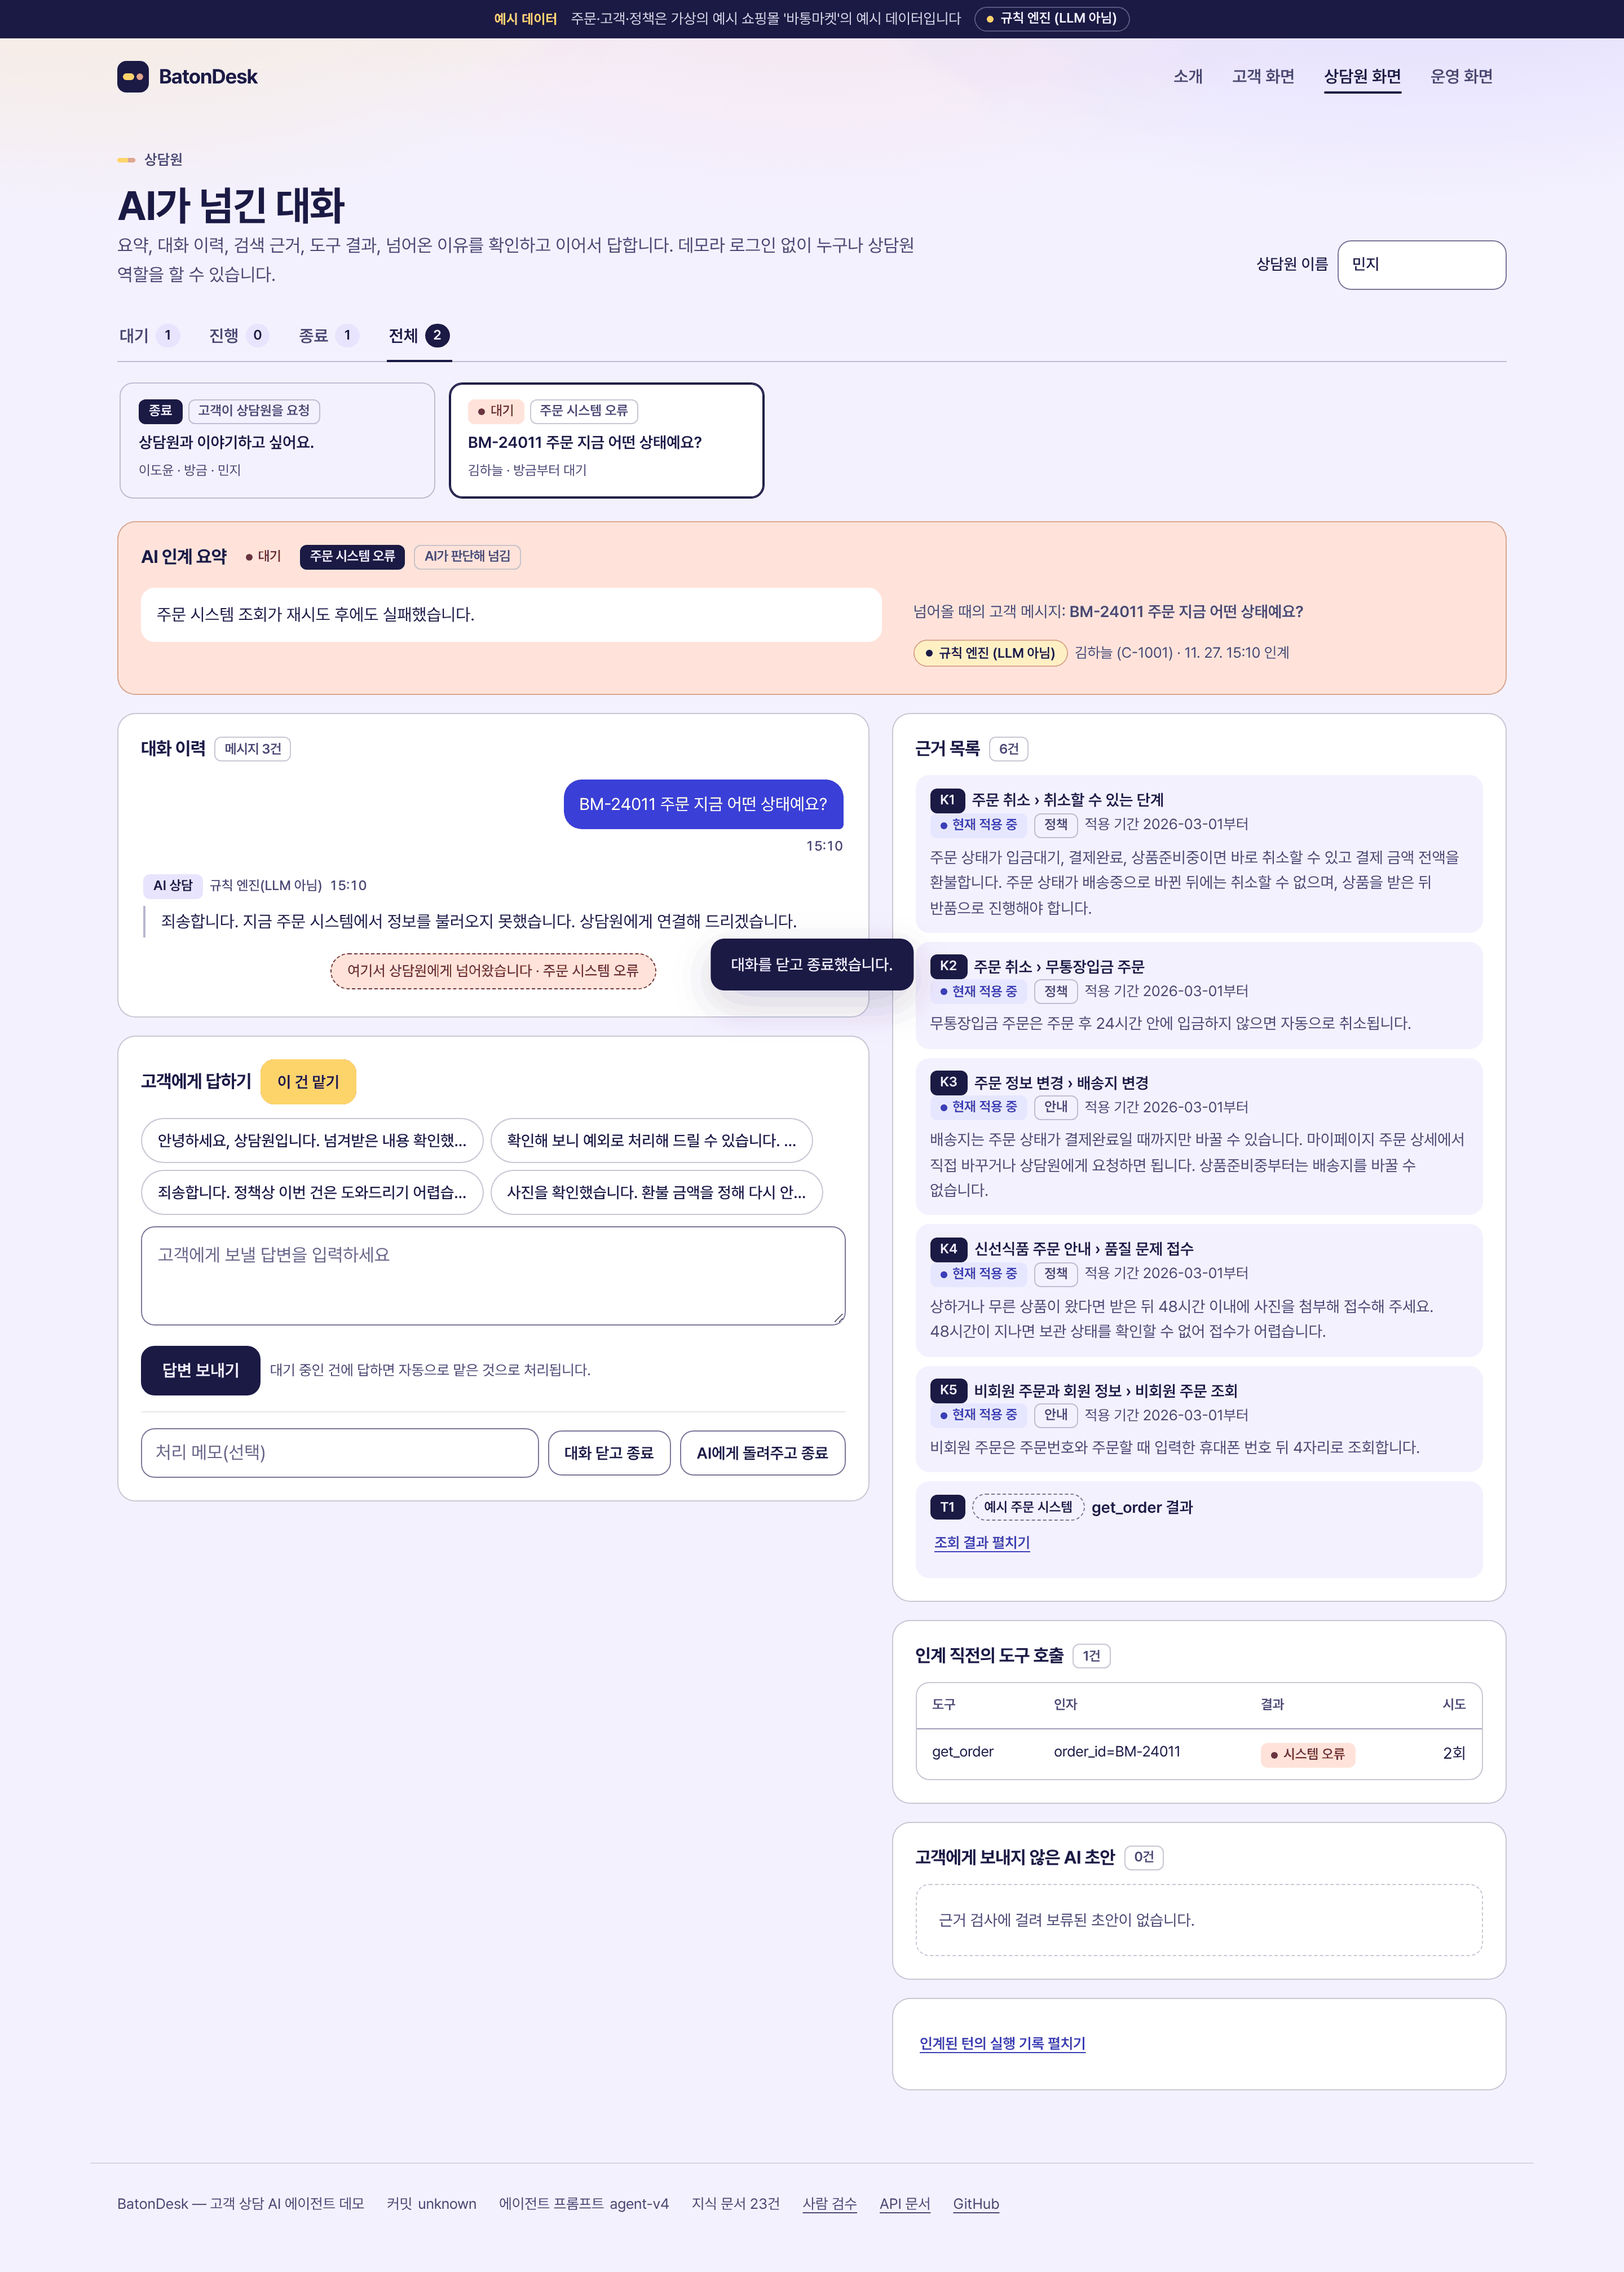 예시 데이터 주문·고객·정책은 가상의 예시 쇼핑몰 '바통마켓'의 예시 데이터입니다 규칙 엔진 (LLM 아님)
BatonDesk
소개 고객 화면 상담원 화면 운영 화면
상담원
AI가 넘긴 대화
요약, 대화 이력, 검색 근거, 도구 결과, 넘어온 이유를 확인하고 이어서 답합니다. 데모라 로그인 없이 누구나 상담원
역할을 할 수 있습니다.
상담원 이름 민지
대기 1 진행 0 종료 1 전체 2
종료 고객이 상담원을 요청
상담원과 이야기하고 싶어요.
이도윤 · 방금 · 민지
대기 주문 시스템 오류
BM-24011 주문 지금 어떤 상태예요?
김하늘 · 방금부터 대기
AI 인계 요약 대기 주문 시스템 오류 AI가 판단해 넘김
주문 시스템 조회가 재시도 후에도 실패했습니다.
넘어올 때의 고객 메시지: BM-24011 주문 지금 어떤 상태예요?
규칙 엔진 (LLM 아님) 김하늘 (C-1001) · 11. 27. 15:10 인계
대화 이력 메시지 3건
BM-24011 주문 지금 어떤 상태예요?
15:10
AI 상담 규칙 엔진(LLM 아님) 15:10
죄송합니다. 지금 주문 시스템에서 정보를 불러오지 못했습니다. 상담원에게 연결해 드리겠습니다.
여기서 상담원에게 넘어왔습니다 · 주문 시스템 오류
대화를 닫고 종료했습니다.
고객에게 답하기 이 건 맡기
안녕하세요, 상담원입니다. 넘겨받은 내용 확인했... 확인해 보니 예외로 처리해 드릴 수 있습니다. ...
죄송합니다. 정책상 이번 건은 도와드리기 어렵습... 사진을 확인했습니다. 환불 금액을 정해 다시 안...
고객에게 보낼 답변을 입력하세요
답변 보내기 대기 중인 건에 답하면 자동으로 맡은 것으로 처리됩니다.
처리 메모(선택) 대화 닫고 종료 AI에게 돌려주고 종료
근거 목록 6건
K1 주문 취소 › 취소할 수 있는 단계
현재 적용 중 정책 적용 기간 2026-03-01부터
주문 상태가 입금대기, 결제완료, 상품준비중이면 바로 취소할 수 있고 결제 금액 전액을
환불합니다. 주문 상태가 배송중으로 바뀐 뒤에는 취소할 수 없으며, 상품을 받은 뒤
반품으로 진행해야 합니다.
K2 주문 취소 › 무통장입금 주문
현재 적용 중 정책 적용 기간 2026-03-01부터
무통장입금 주문은 주문 후 24시간 안에 입금하지 않으면 자동으로 취소됩니다.
K3 주문 정보 변경 › 배송지 변경
현재 적용 중 안내 적용 기간 2026-03-01부터
배송지는 주문 상태가 결제완료일 때까지만 바꿀 수 있습니다. 마이페이지 주문 상세에서
직접 바꾸거나 상담원에게 요청하면 됩니다. 상품준비중부터는 배송지를 바꿀 수
없습니다.
K4 신선식품 주문 안내 › 품질 문제 접수
현재 적용 중 정책 적용 기간 2026-03-01부터
상하거나 무른 상품이 왔다면 받은 뒤 48시간 이내에 사진을 첨부해 접수해 주세요.
48시간이 지나면 보관 상태를 확인할 수 없어 접수가 어렵습니다.
K5 비회원 주문과 회원 정보 › 비회원 주문 조회
현재 적용 중 안내 적용 기간 2026-03-01부터
비회원 주문은 주문번호와 주문할 때 입력한 휴대폰 번호 뒤 4자리로 조회합니다.
T1 예시 주문 시스템 get_order 결과
조회 결과 펼치기
인계 직전의 도구 호출 1건
도구 인자 결과 시도
get_order order_id=BM-24011 시스템 오류 2회
고객에게 보내지 않은 AI 초안 0건
근거 검사에 걸려 보류된 초안이 없습니다.
인계된 턴의 실행 기록 펼치기
BatonDesk — 고객 상담 AI 에이전트 데모 커밋 unknown 에이전트 프롬프트 agent-v4 지식 문서 23건 사람 검수 API 문서 GitHub